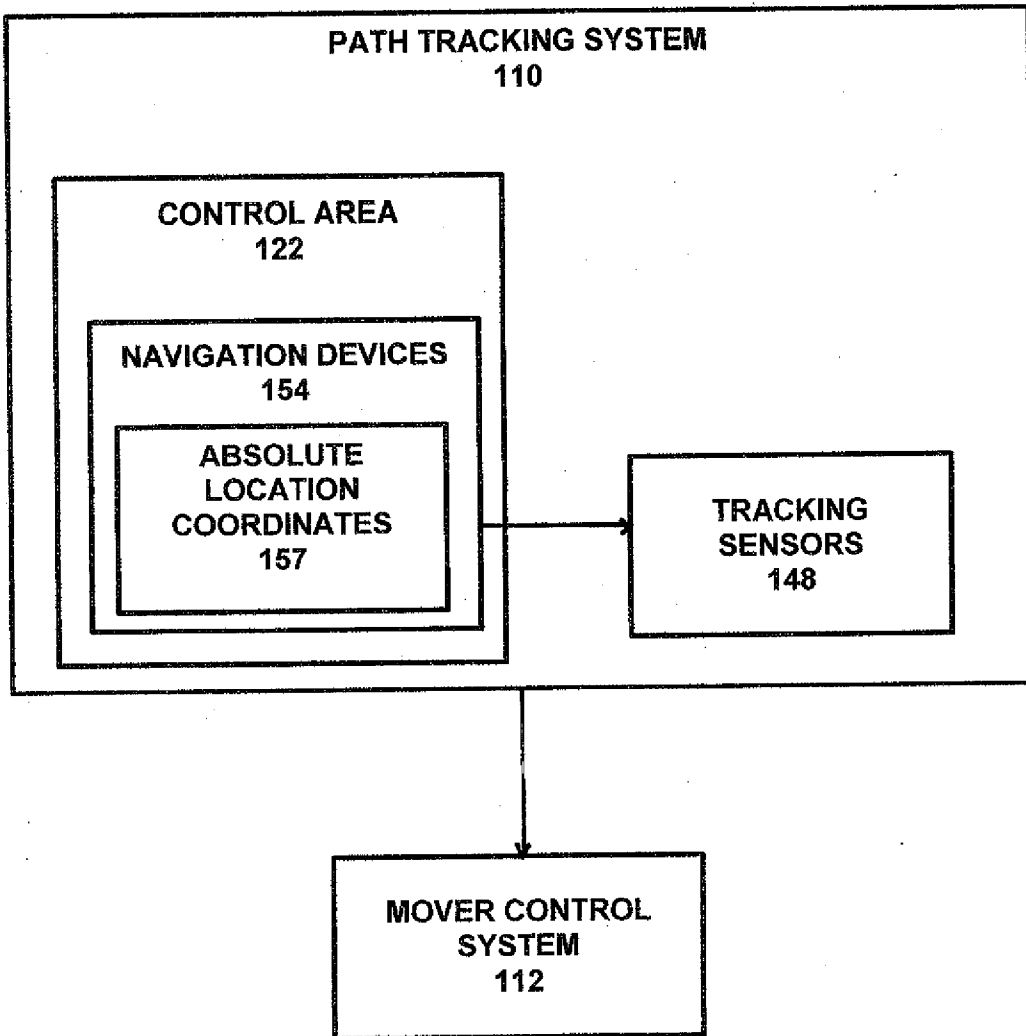 PATH TRACKING SYSTEM
110
CONTROL AREA
122
NAVIGATION DEVICES
154
ABSOLUTE
LOCATION
COORDINATES
157
TRACKING
SENSORS
148
MOVER CONTROL
SYSTEM
112